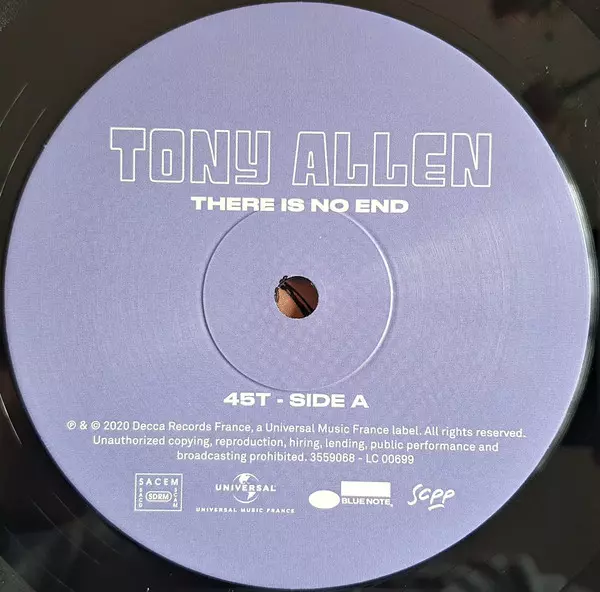 TONY ALLEN
THERE IS NO END
45T - SIDE A
℗ & © 2020 Decca Records France, a Universal Music France label. All rights reserved.
Unauthorized copying, reproduction, hiring, lending, public performance and
broadcasting prohibited. 3559068 - LC 00699
SACEM
SACD SDRM SCAM
UNIVERSAL
UNIVERSAL MUSIC FRANCE
BLUE NOTE
scpp